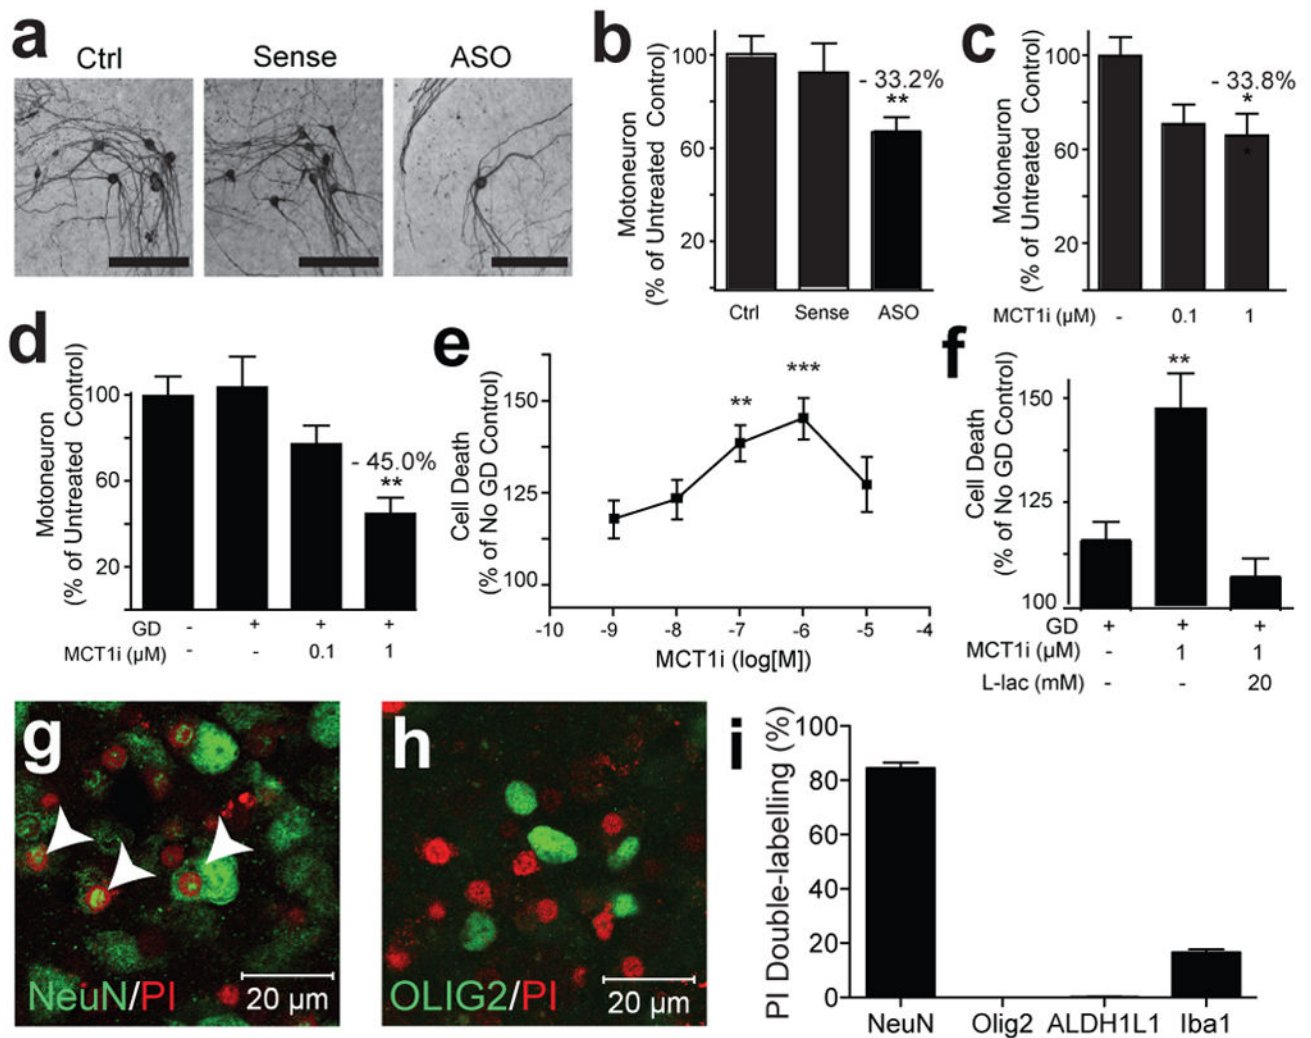 a
Ctrl
Sense
ASO
b
Motoneuron
(% of Untreated Control)
100
60
20
- 33.2%
**
Ctrl
Sense
ASO
c
Motoneuron
(% of Untreated Control)
100
60
20
- 33.8%
*
*
MCT1i (µM)
-
0.1
1
d
Motoneuron
(% of Untreated Control)
100
60
20
- 45.0%
**
GD - + + +
MCT1i (µM) - - 0.1 1
e
Cell Death
(% of No GD Control)
150
125
100
**
***
-10 -9 -8 -7 -6 -5 -4
MCT1i (log[M])
f
Cell Death
(% of No GD Control)
150
125
100
**
GD + + +
MCT1i (µM) - 1 1
L-lac (mM) - - 20
g
NeuN/PI
20 µm
h
OLIG2/PI
20 µm
i
PI Double-labelling (%)
100
80
60
40
20
0
NeuN Olig2 ALDH1L1 Iba1